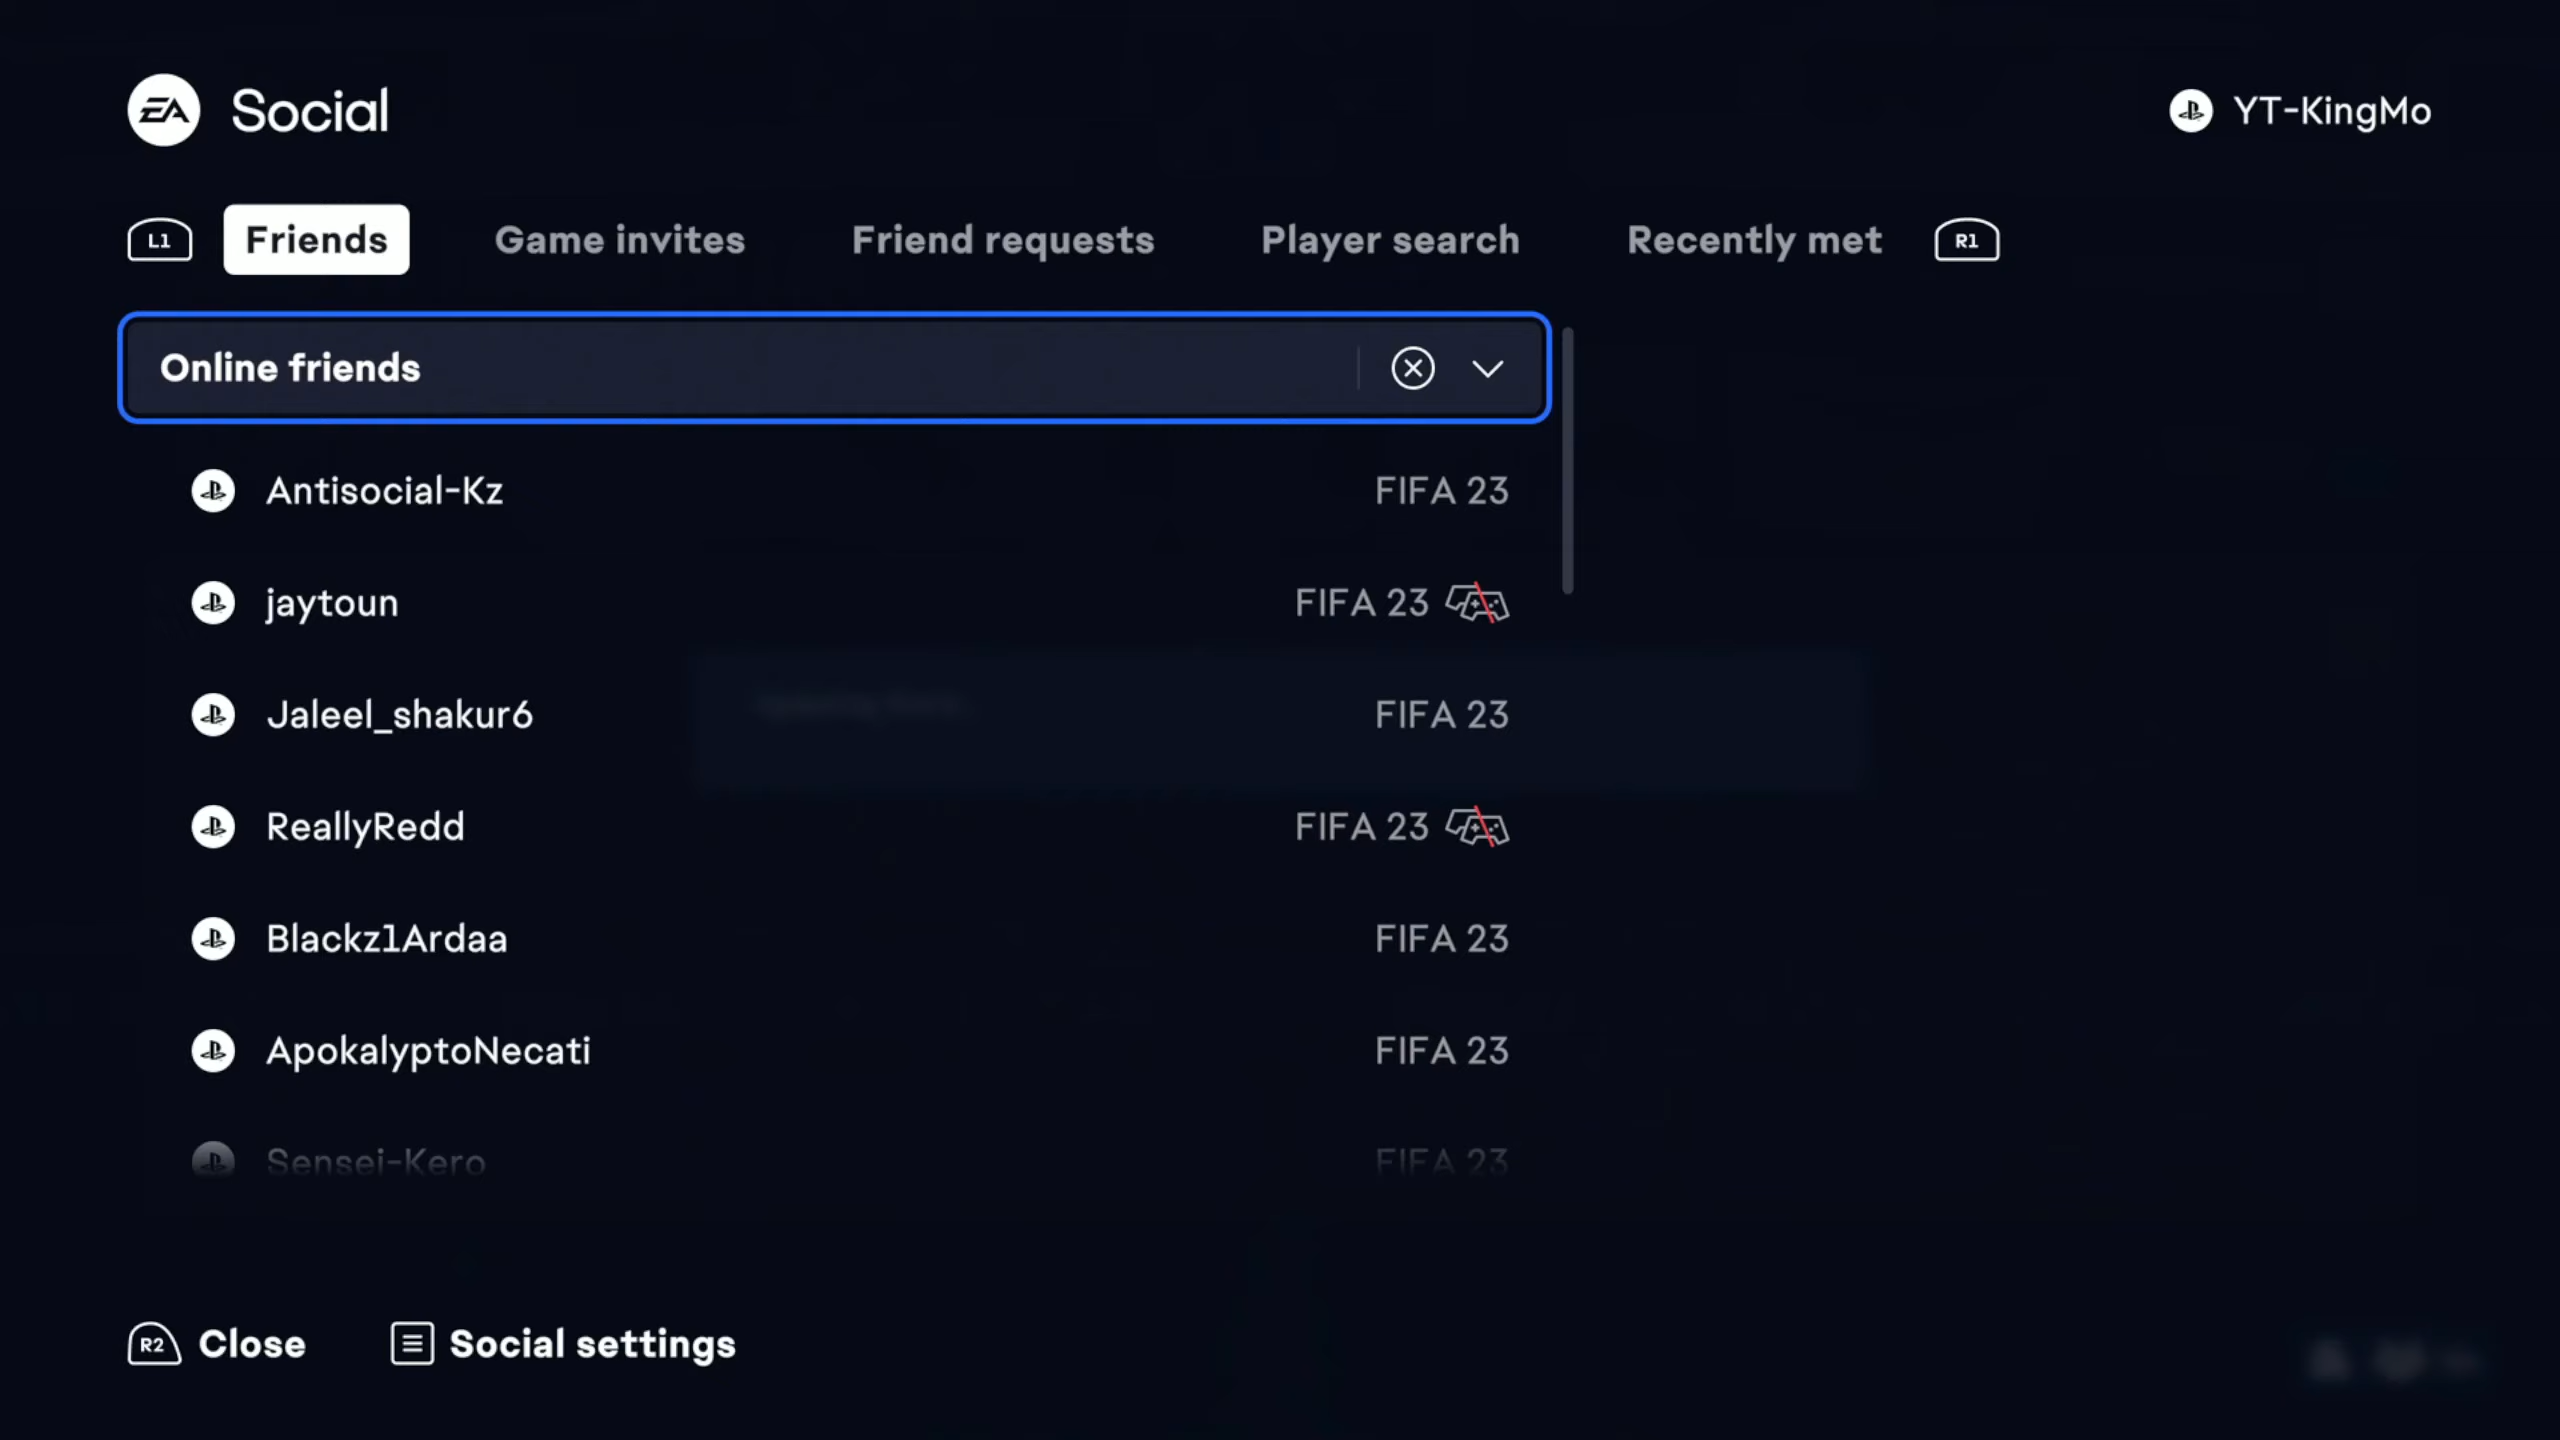 EA Social
YT-KingMo
L1 Friends Game invites Friend requests Player search Recently met R1
Online friends
Antisocial-Kz FIFA 23
jaytoun FIFA 23
Jaleel_shakur6 FIFA 23
ReallyRedd FIFA 23
Blackz1Ardaa FIFA 23
ApokalyptoNecati FIFA 23
Sensei-Kero FIFA 23
R2 Close Social settings